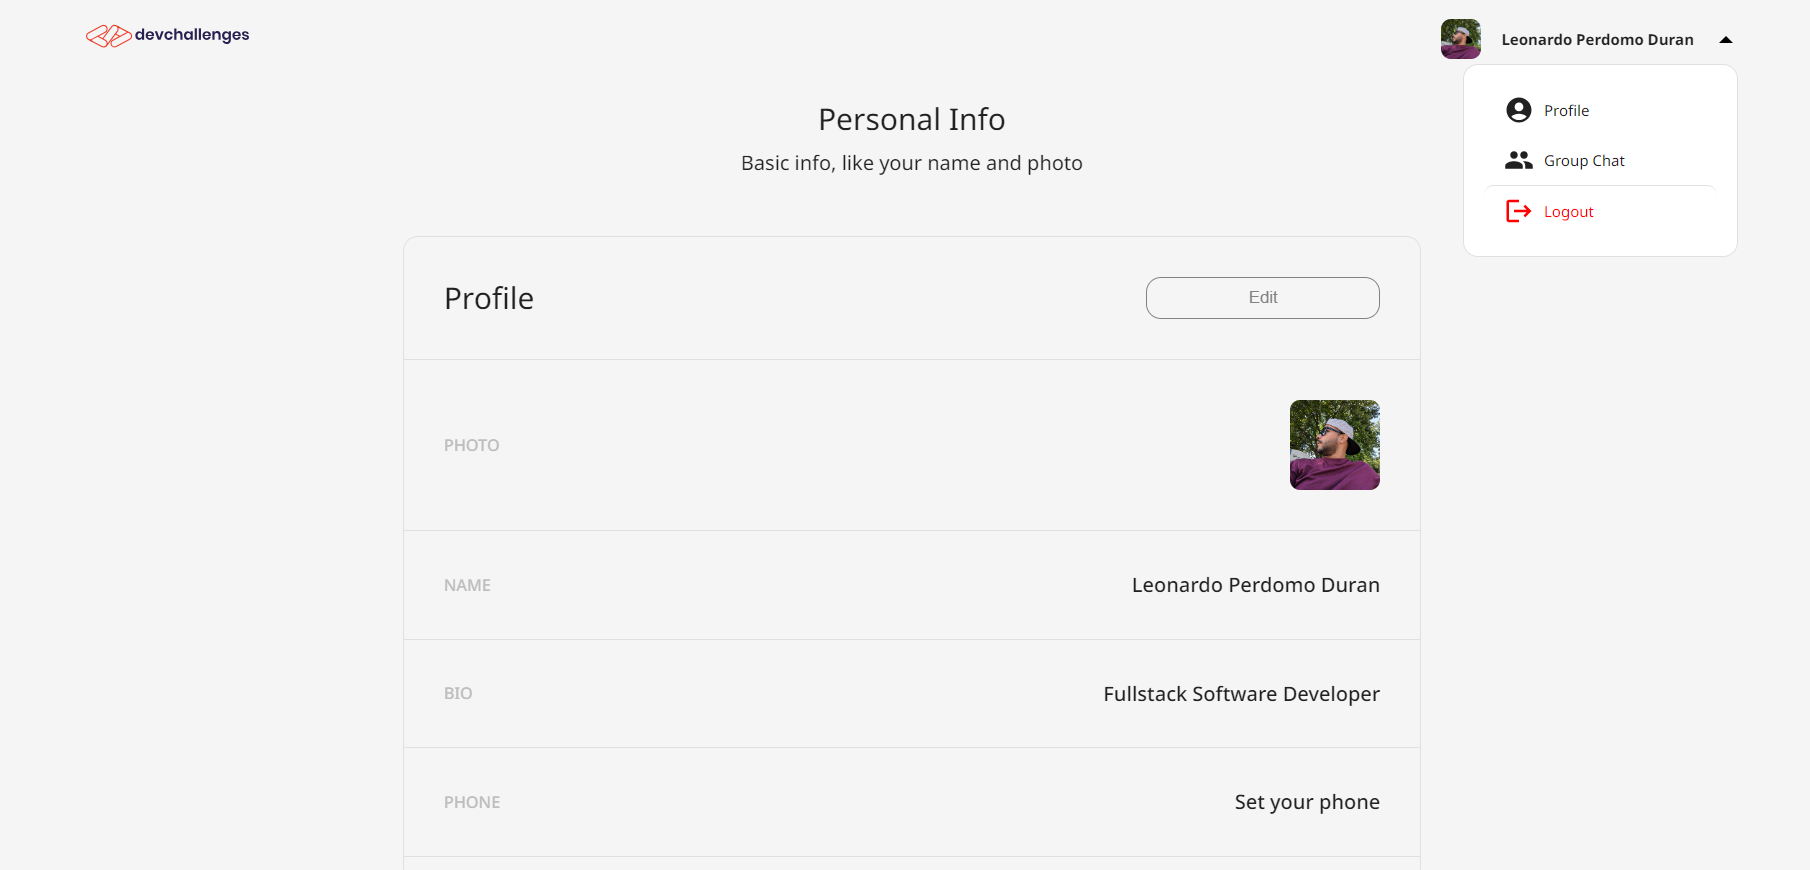 devchallenges
Leonardo Perdomo Duran
Profile
Group Chat
Logout
Personal Info
Basic info, like your name and photo
Profile
Edit
PHOTO
NAME
Leonardo Perdomo Duran
BIO
Fullstack Software Developer
PHONE
Set your phone